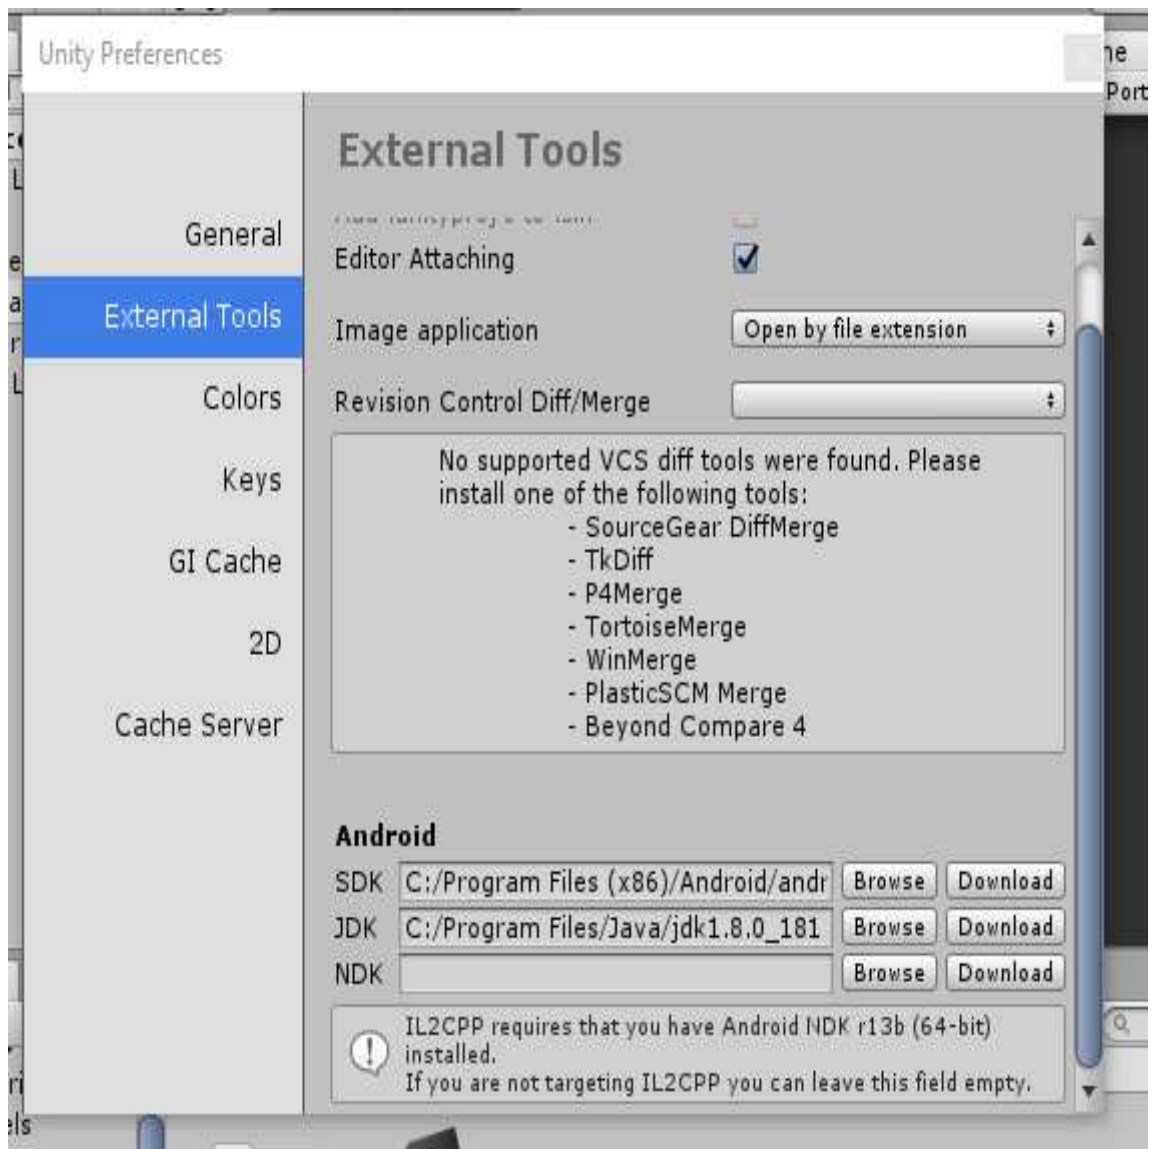 Unity Preferences
External Tools
General
External Tools
Colors
Keys
GI Cache
2D
Cache Server
Editor Attaching
Image application
Open by file extension
Revision Control Diff/Merge
No supported VCS diff tools were found. Please
install one of the following tools:
- SourceGear DiffMerge
- TkDiff
- P4Merge
- TortoiseMerge
- WinMerge
- PlasticSCM Merge
- Beyond Compare 4
Android
SDK C:/Program Files (x86)/Android/andr Browse Download
JDK C:/Program Files/Java/jdk1.8.0_181 Browse Download
NDK Browse Download
IL2CPP requires that you have Android NDK r13b (64-bit)
installed.
If you are not targeting IL2CPP you can leave this field empty.
Port